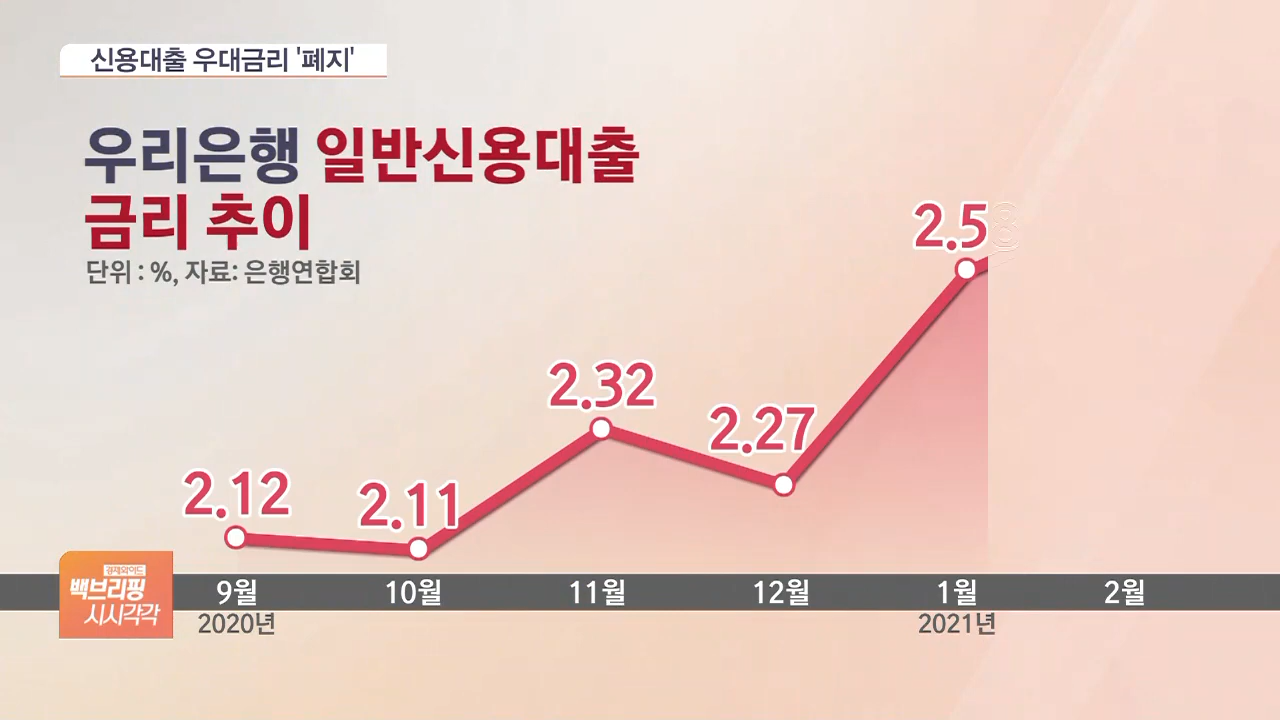 신용대출 우대금리 '폐지'
우리은행 일반신용대출
금리 추이
단위 : %, 자료: 은행연합회
2.12
2.11
2.32
2.27
2.5
9월
10월
11월
12월
1월
2월
2020년
2021년
경제와이드
백브리핑
시시각각